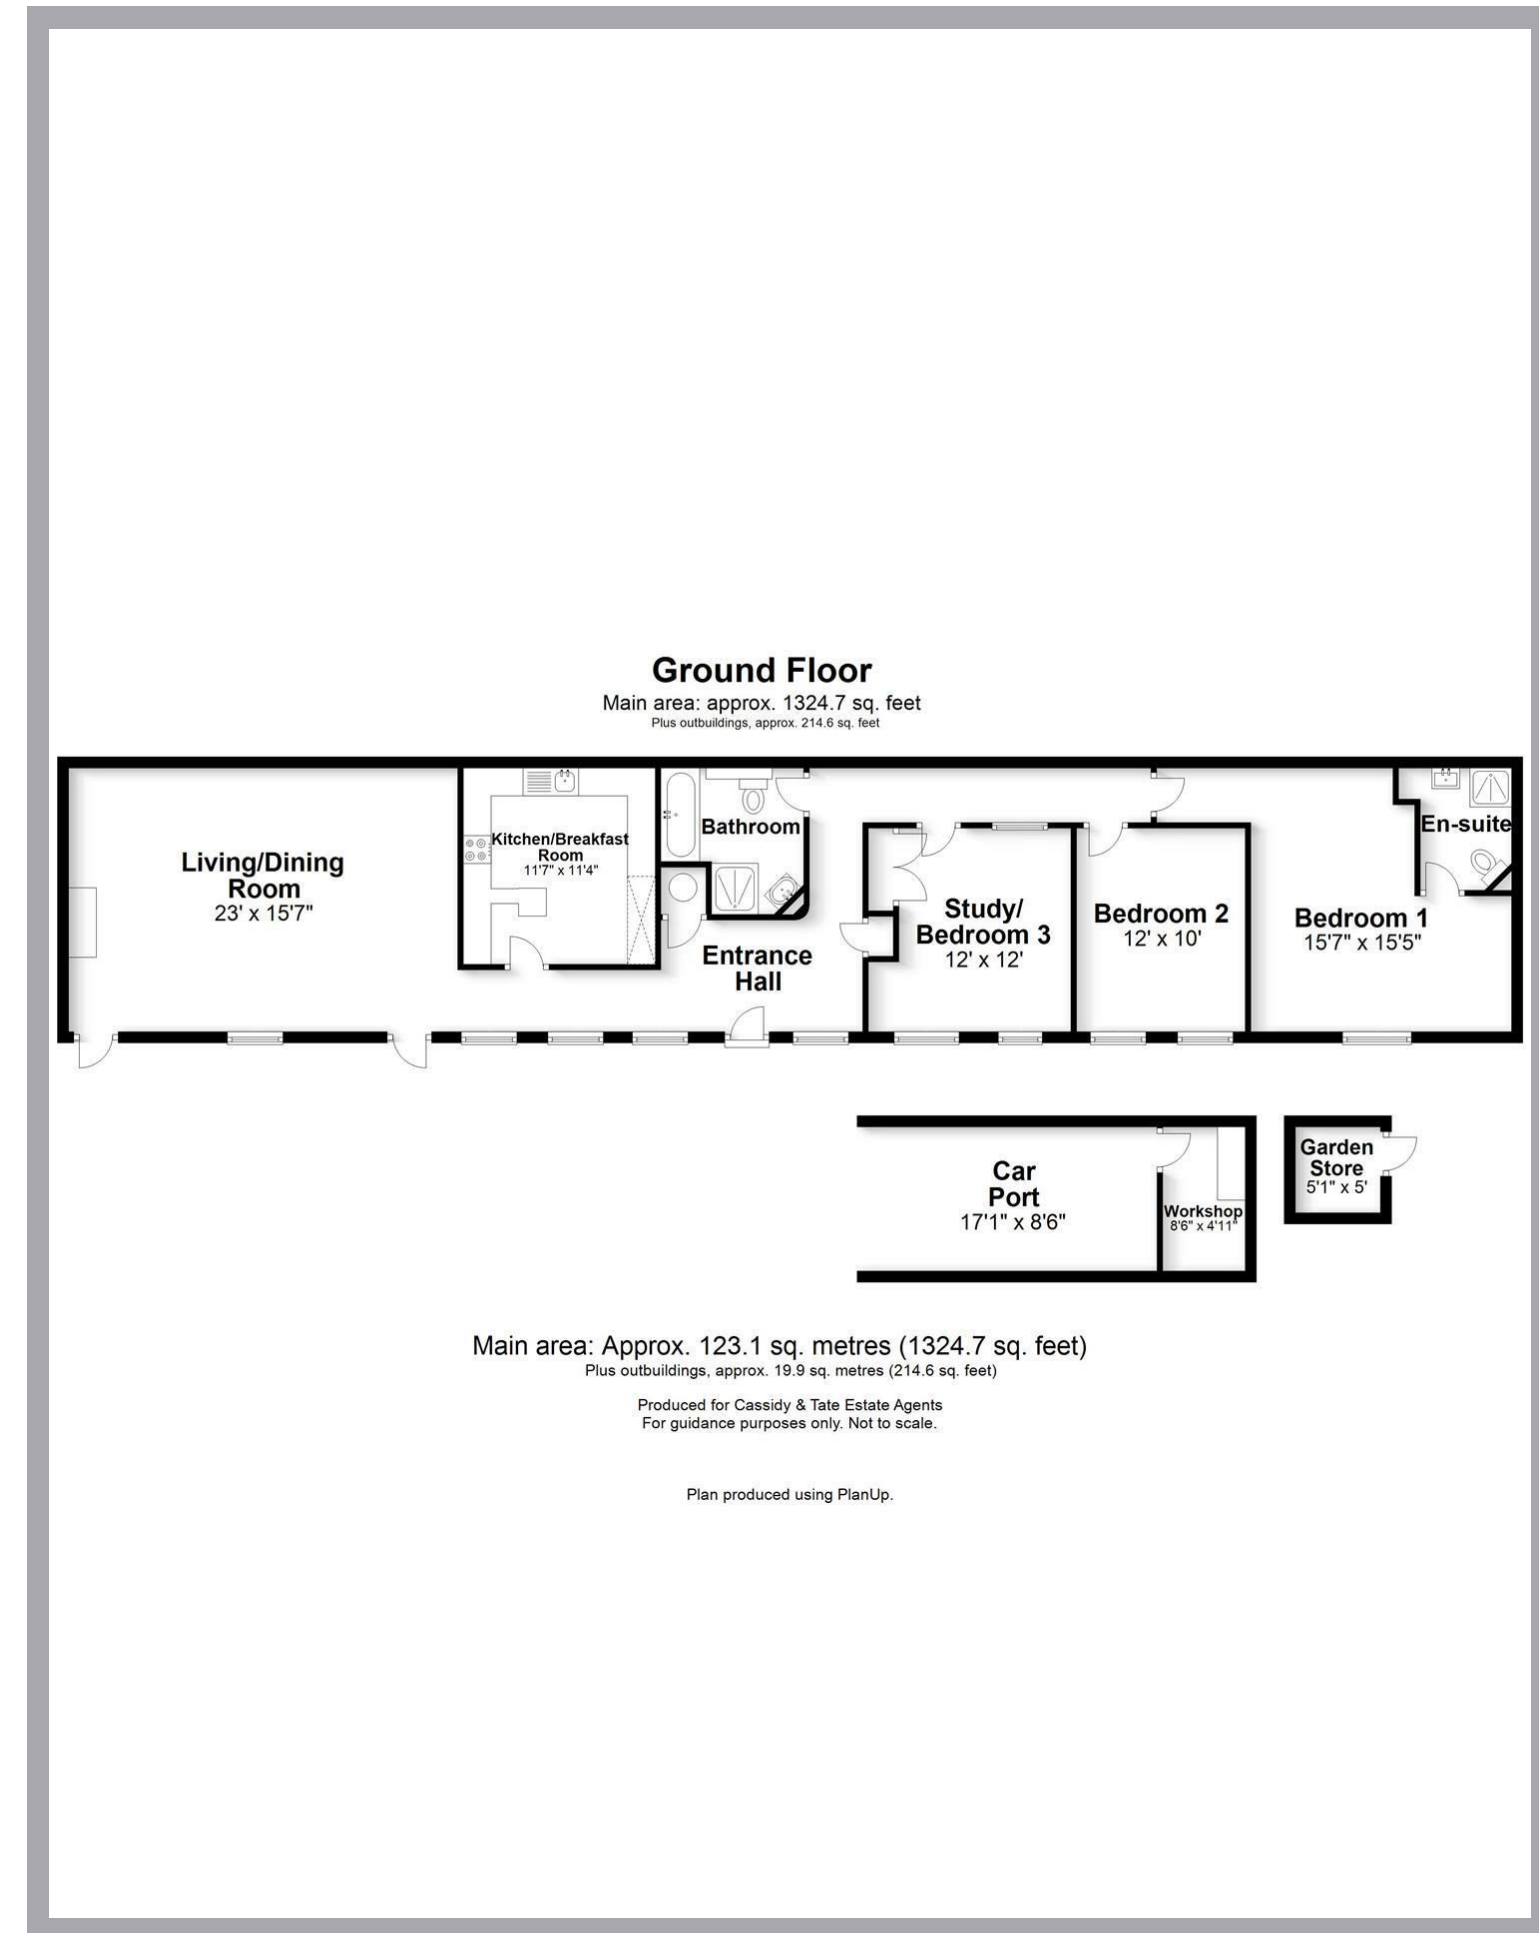 Ground Floor
Main area: approx. 1324.7 sq. feet
Plus outbuildings, approx. 214.6 sq. feet
Living/Dining
Room
23' x 15'7"
Kitchen/Breakfast
Room
11'7" x 11'4"
Bathroom
Entrance
Hall
Study/
Bedroom 3
12' x 12'
Bedroom 2
12' x 10'
Bedroom 1
15'7" x 15'5"
En-suite
Car
Port
17'1" x 8'6"
Workshop
8'6" x 4'11"
Garden
Store
5'1" x 5'
Main area: Approx. 123.1 sq. metres (1324.7 sq. feet)
Plus outbuildings, approx. 19.9 sq. metres (214.6 sq. feet)
Produced for Cassidy & Tate Estate Agents
For guidance purposes only. Not to scale.
Plan produced using PlanUp.